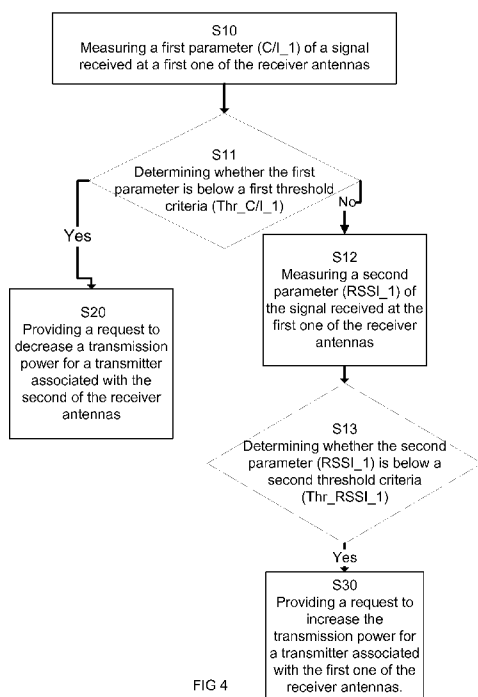 S10
Measuring a first parameter (C/I_1) of a signal
received at a first one of the receiver antennas
S11
Determining whether the first
parameter is below a first threshold
criteria (Thr_C/I_1)
Yes
No
S12
Measuring a second
parameter (RSSI_1) of
the signal received at the
first one of the receiver
antennas
S20
Providing a request to
decrease a transmission
power for a transmitter
associated with the
second of the receiver
antennas
S13
Determining whether the second
parameter (RSSI_1) is below a
second threshold criteria
(Thr_RSSI_1)
Yes
S30
Providing a request to
increase the
transmission power for
a transmitter associated
with the first one of the
receiver antennas.
FIG 4